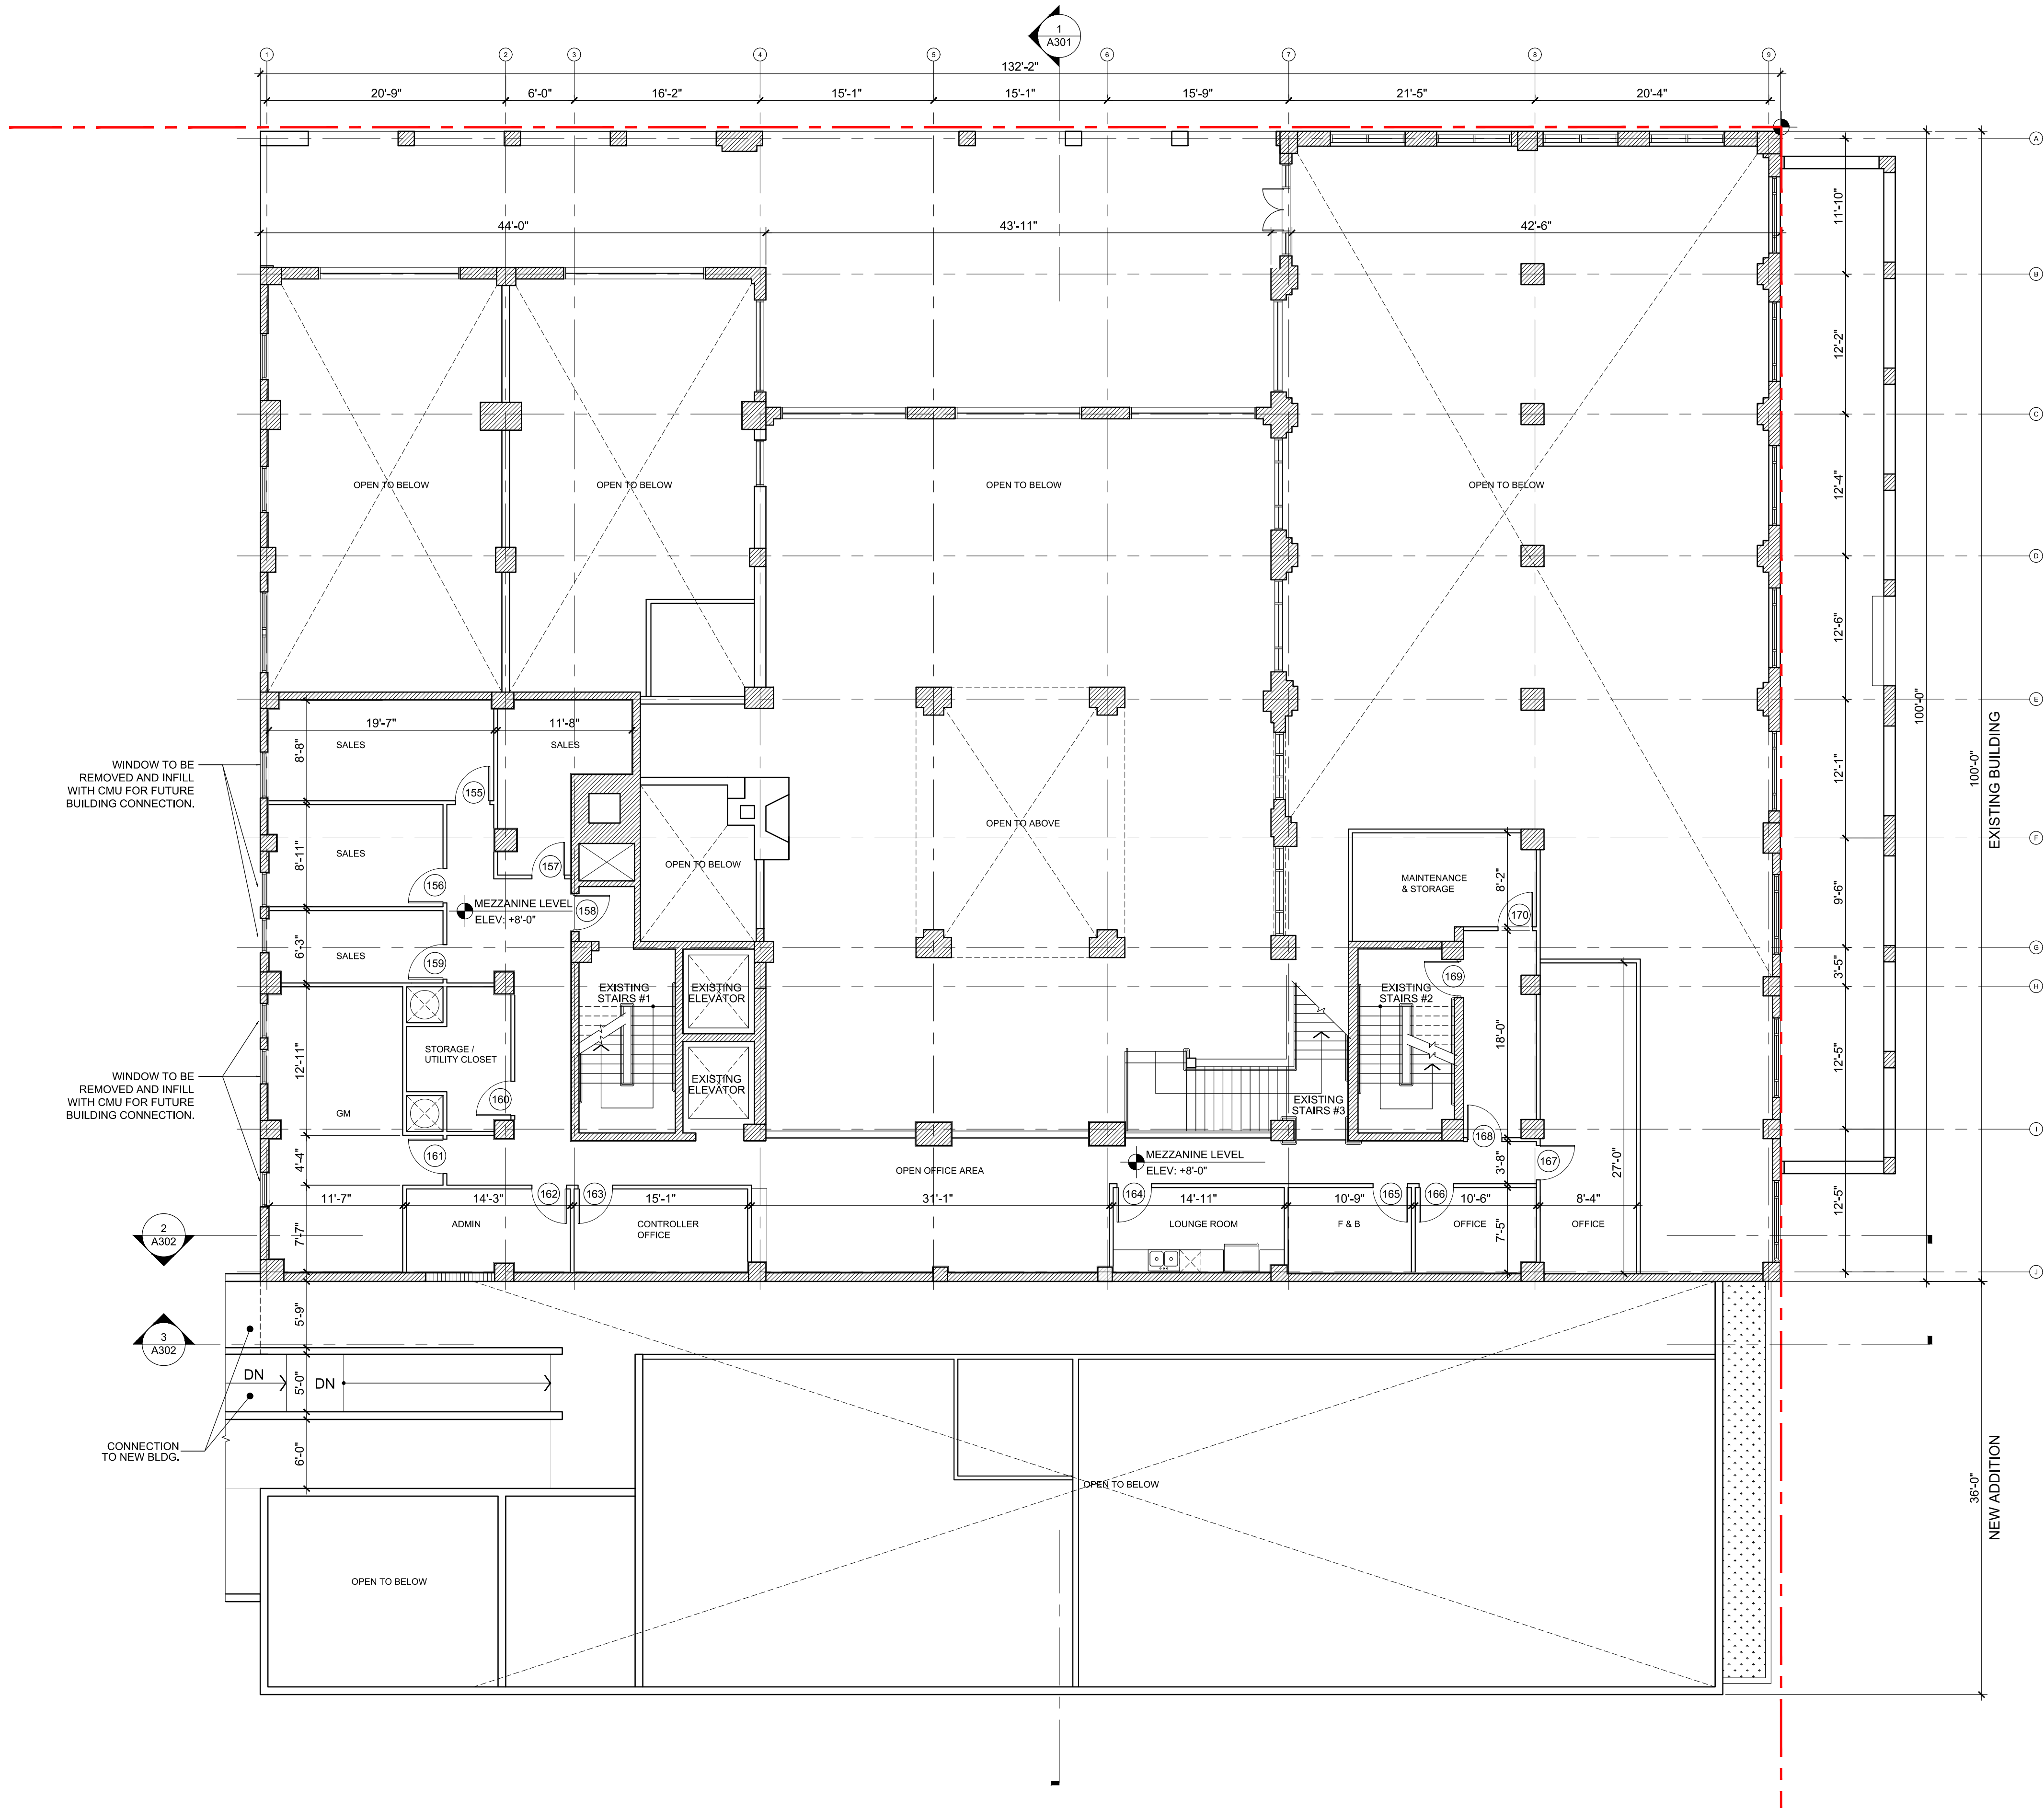 1
A301
1
2
3
4
5
6
7
8
9
132'-2"
20'-9"
6'-0"
16'-2"
15'-1"
15'-1"
15'-9"
21'-5"
20'-4"
A
11'-10"
44'-0"
43'-11"
42'-6"
B
12'-2"
C
12'-4"
OPEN TO BELOW
OPEN TO BELOW
OPEN TO BELOW
OPEN TO BELOW
D
12'-6"
E
100'-0"
100'-0"
EXISTING BUILDING
19'-7"
11'-8"
8'-8"
SALES
SALES
12'-1"
WINDOW TO BE
REMOVED AND INFILL
WITH CMU FOR FUTURE
BUILDING CONNECTION.
155
OPEN TO ABOVE
F
8'-11"
SALES
157
OPEN TO BELOW
156
MAINTENANCE
& STORAGE
8'-2"
9'-6"
MEZZANINE LEVEL
ELEV: +8'-0"
158
170
6'-3"
SALES
159
G
3'-5"
169
H
EXISTING
STAIRS #1
EXISTING
ELEVATOR
EXISTING
STAIRS #2
12'-11"
STORAGE /
UTILITY CLOSET
18'-0"
12'-5"
WINDOW TO BE
REMOVED AND INFILL
WITH CMU FOR FUTURE
BUILDING CONNECTION.
EXISTING
ELEVATOR
160
GM
EXISTING
STAIRS #3
I
161
4'-4"
168
167
3'-8"
27'-0"
MEZZANINE LEVEL
ELEV: +8'-0"
OPEN OFFICE AREA
162
163
164
165
166
11'-7"
14'-3"
15'-1"
31'-1"
14'-11"
10'-9"
10'-6"
8'-4"
12'-5"
7'-7"
ADMIN
CONTROLLER
OFFICE
LOUNGE ROOM
F & B
7'-5"
OFFICE
OFFICE
2
A302
J
5'-9"
3
A302
DN
DN
5'-0"
CONNECTION
TO NEW BLDG.
6'-0"
OPEN TO BELOW
36'-0"
NEW ADDITION
OPEN TO BELOW